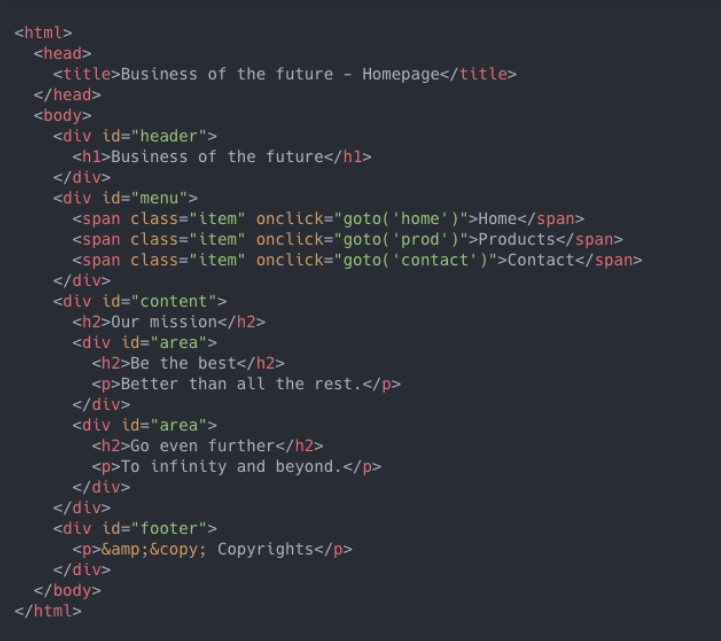 <html>
<head>
<title>Business of the future - Homepage</title>
</head>
<body>
<div id="header">
<h1>Business of the future</h1>
</div>
<div id="menu">
<span class="item" onclick="goto('home')">Home</span>
<span class="item" onclick="goto('prod')">Products</span>
<span class="item" onclick="goto('contact')">Contact</span>
</div>
<div id="content">
<h2>Our mission</h2>
<div id="area">
<h2>Be the best</h2>
<p>Better than all the rest.</p>
</div>
<div id="area">
<h2>Go even further</h2>
<p>To infinity and beyond.</p>
</div>
</div>
<div id="footer">
<p>&amp;&copy; Copyrights</p>
</div>
</body>
</html>